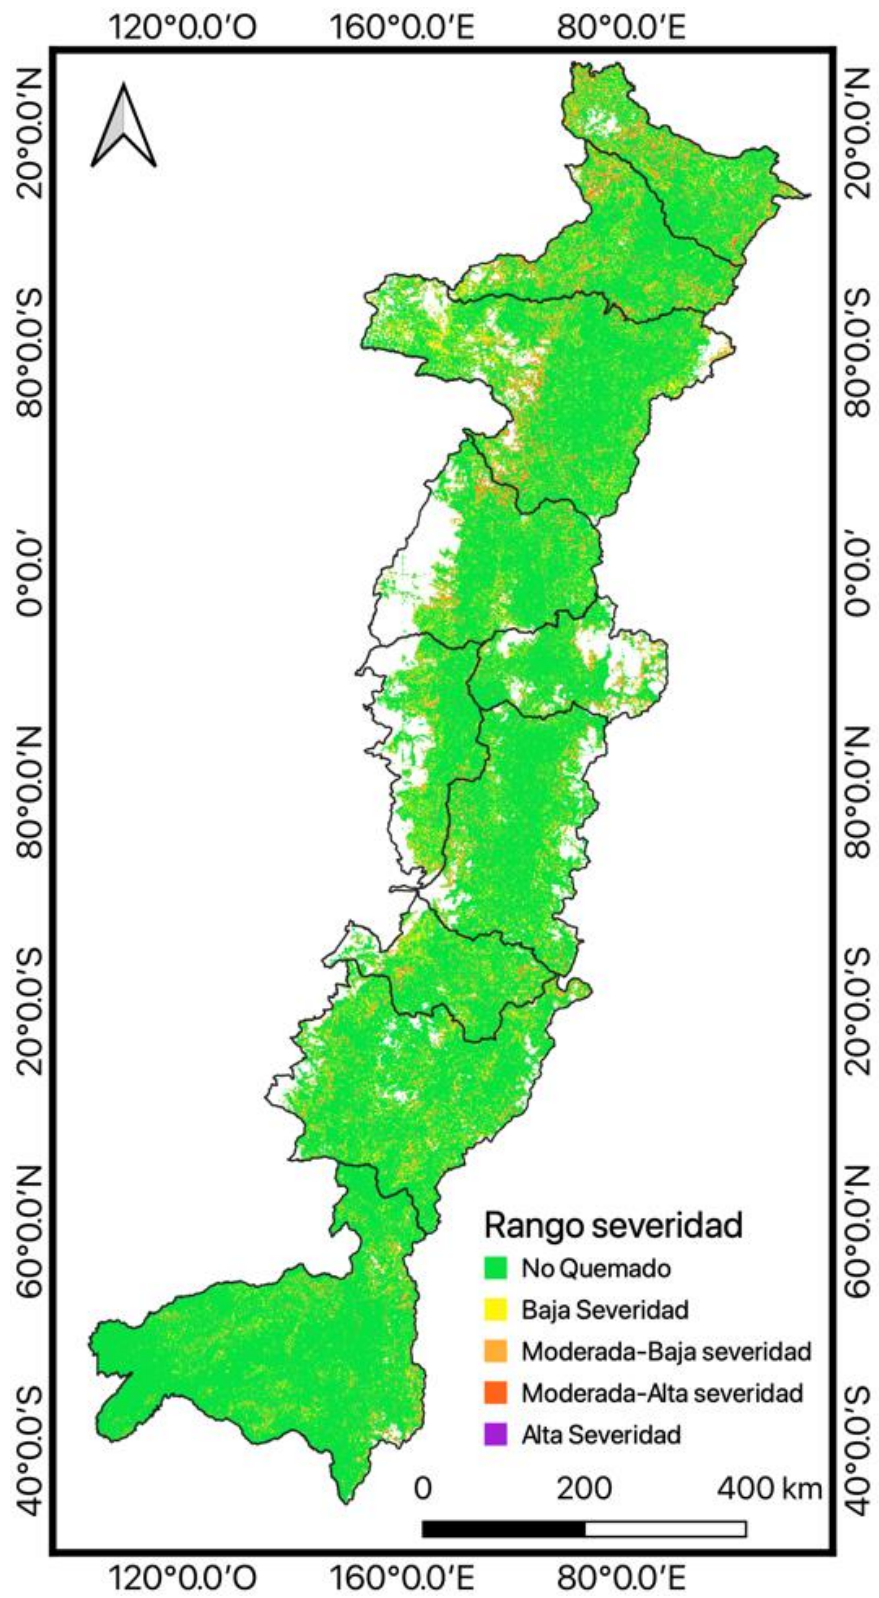 120°0.0′O 160°0.0′E 80°0.0′E
20°0.0′N
80°0.0′S
0°0.0′
80°0.0′N
20°0.0′S
60°0.0′N
40°0.0′S
20°0.0′N
80°0.0′S
0°0.0′
80°0.0′N
20°0.0′S
60°0.0′N
40°0.0′S
Rango severidad
No Quemado
Baja Severidad
Moderada-Baja severidad
Moderada-Alta severidad
Alta Severidad
0 200 400 km
120°0.0′O 160°0.0′E 80°0.0′E